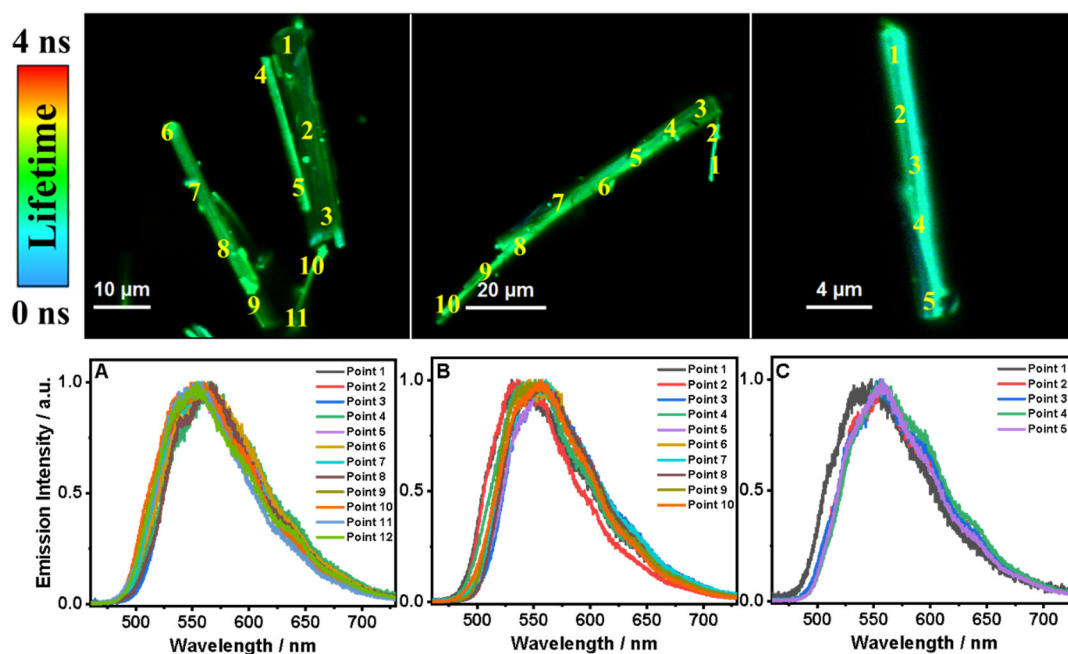 4 ns
Lifetime
0 ns
1
4
2
5
3
6
7
8
9
10
11
10 µm
3
4
2
5
1
6
7
8
9
10
20 µm
1
2
3
4
5
4 µm
A
Point 1
Point 2
Point 3
Point 4
Point 5
Point 6
Point 7
Point 8
Point 9
Point 10
Point 11
Point 12
1.0
0.5
0.0
Emission Intensity / a.u.
500 550 600 650 700
Wavelength / nm
B
Point 1
Point 2
Point 3
Point 4
Point 5
Point 6
Point 7
Point 8
Point 9
Point 10
1.0
0.5
0.0
500 550 600 650 700
Wavelength / nm
C
Point 1
Point 2
Point 3
Point 4
Point 5
1.0
0.5
0.0
500 550 600 650 700
Wavelength / nm